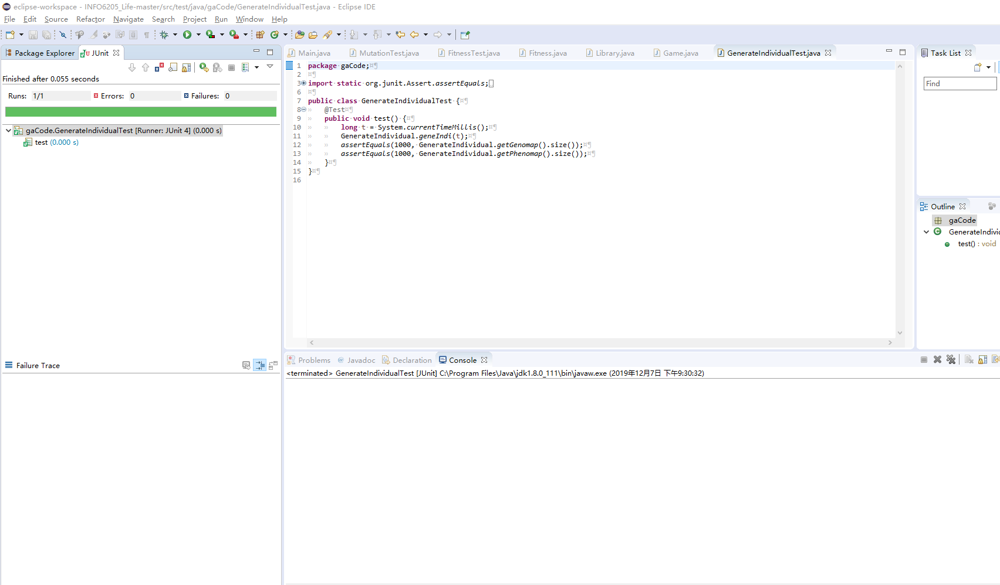 eclipse-workspace - INFO6205_Life-master/src/test/java/gaCode/GenerateIndividualTest.java - Eclipse IDE
File Edit Source Refactor Navigate Search Project Run Window Help
Package Explorer JUnit
Finished after 0.055 seconds
Runs: 1/1 Errors: 0 Failures: 0
gaCode.GenerateIndividualTest [Runner: JUnit 4] (0.000 s)
test (0.000 s)
Failure Trace
Main.java MutationTest.java FitnessTest.java Fitness.java Library.java Game.java GenerateIndividualTest.java
1 package gaCode;
2
3 import static org.junit.Assert.assertEquals;
6
7 public class GenerateIndividualTest {
8 @Test
9 public void test() {
10 long t = System.currentTimeMillis();
11 GenerateIndividual.geneIndi(t);
12 assertEquals(1000, GenerateIndividual.getGenomap().size());
13 assertEquals(1000, GenerateIndividual.getPhenomap().size());
14 }
15 }
16
Problems Javadoc Declaration Console
<terminated> GenerateIndividualTest [JUnit] C:\Program Files\Java\jdk1.8.0_111\bin\javaw.exe (2019年12月7日 下午9:30:32)
Task List
Find
Outline
gaCode
GenerateIndivi
test() : void